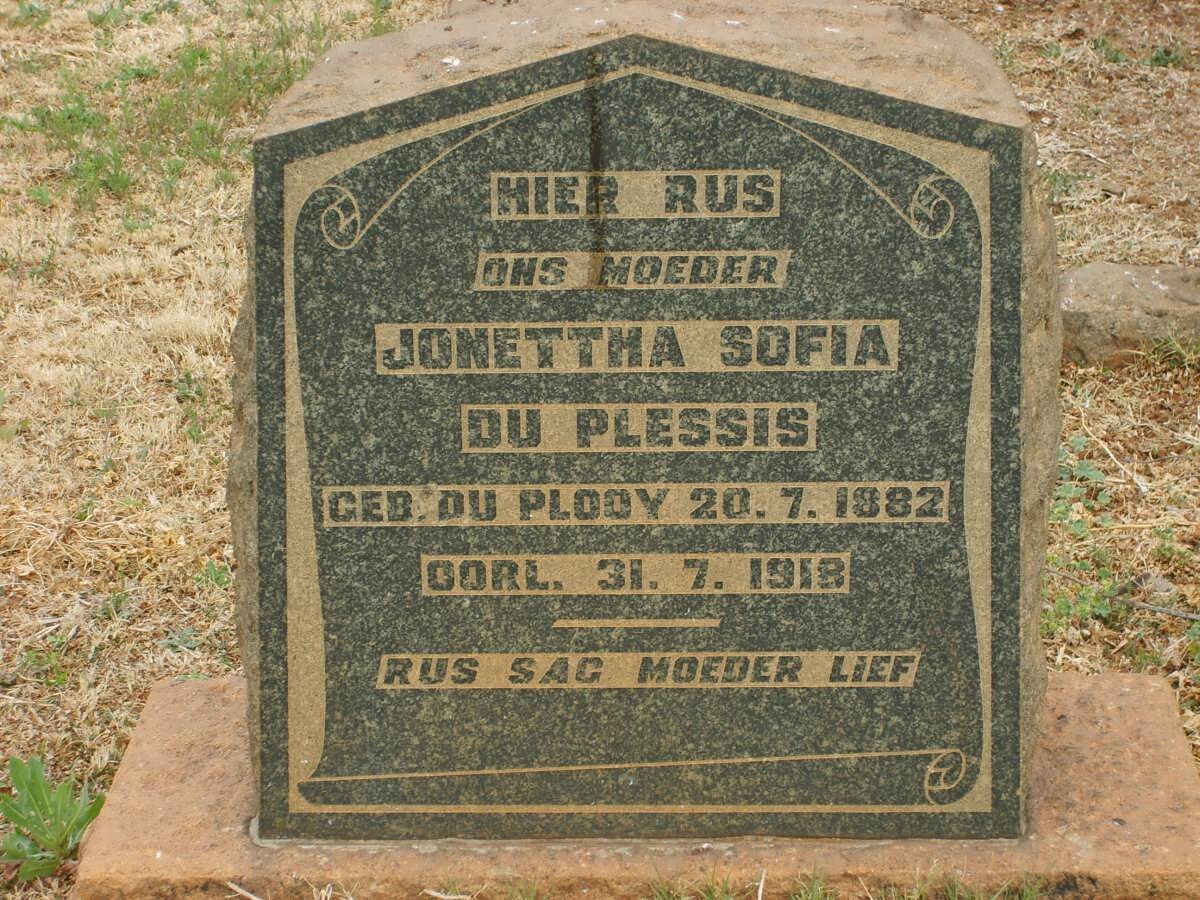 HIER RUS
ONS MOEDER
JONETTHA SOFIA
DU PLESSIS
GEB. DU PLOOY 20. 7. 1882
OORL. 31. 7. 1918
RUS SAG MOEDER LIEF